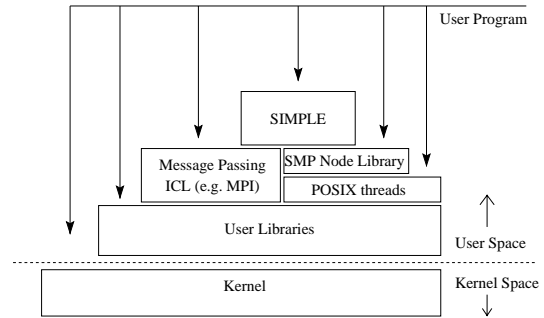 User Program
SIMPLE
Message Passing
ICL (e.g. MPI)
SMP Node Library
POSIX threads
User Libraries
User Space
Kernel
Kernel Space